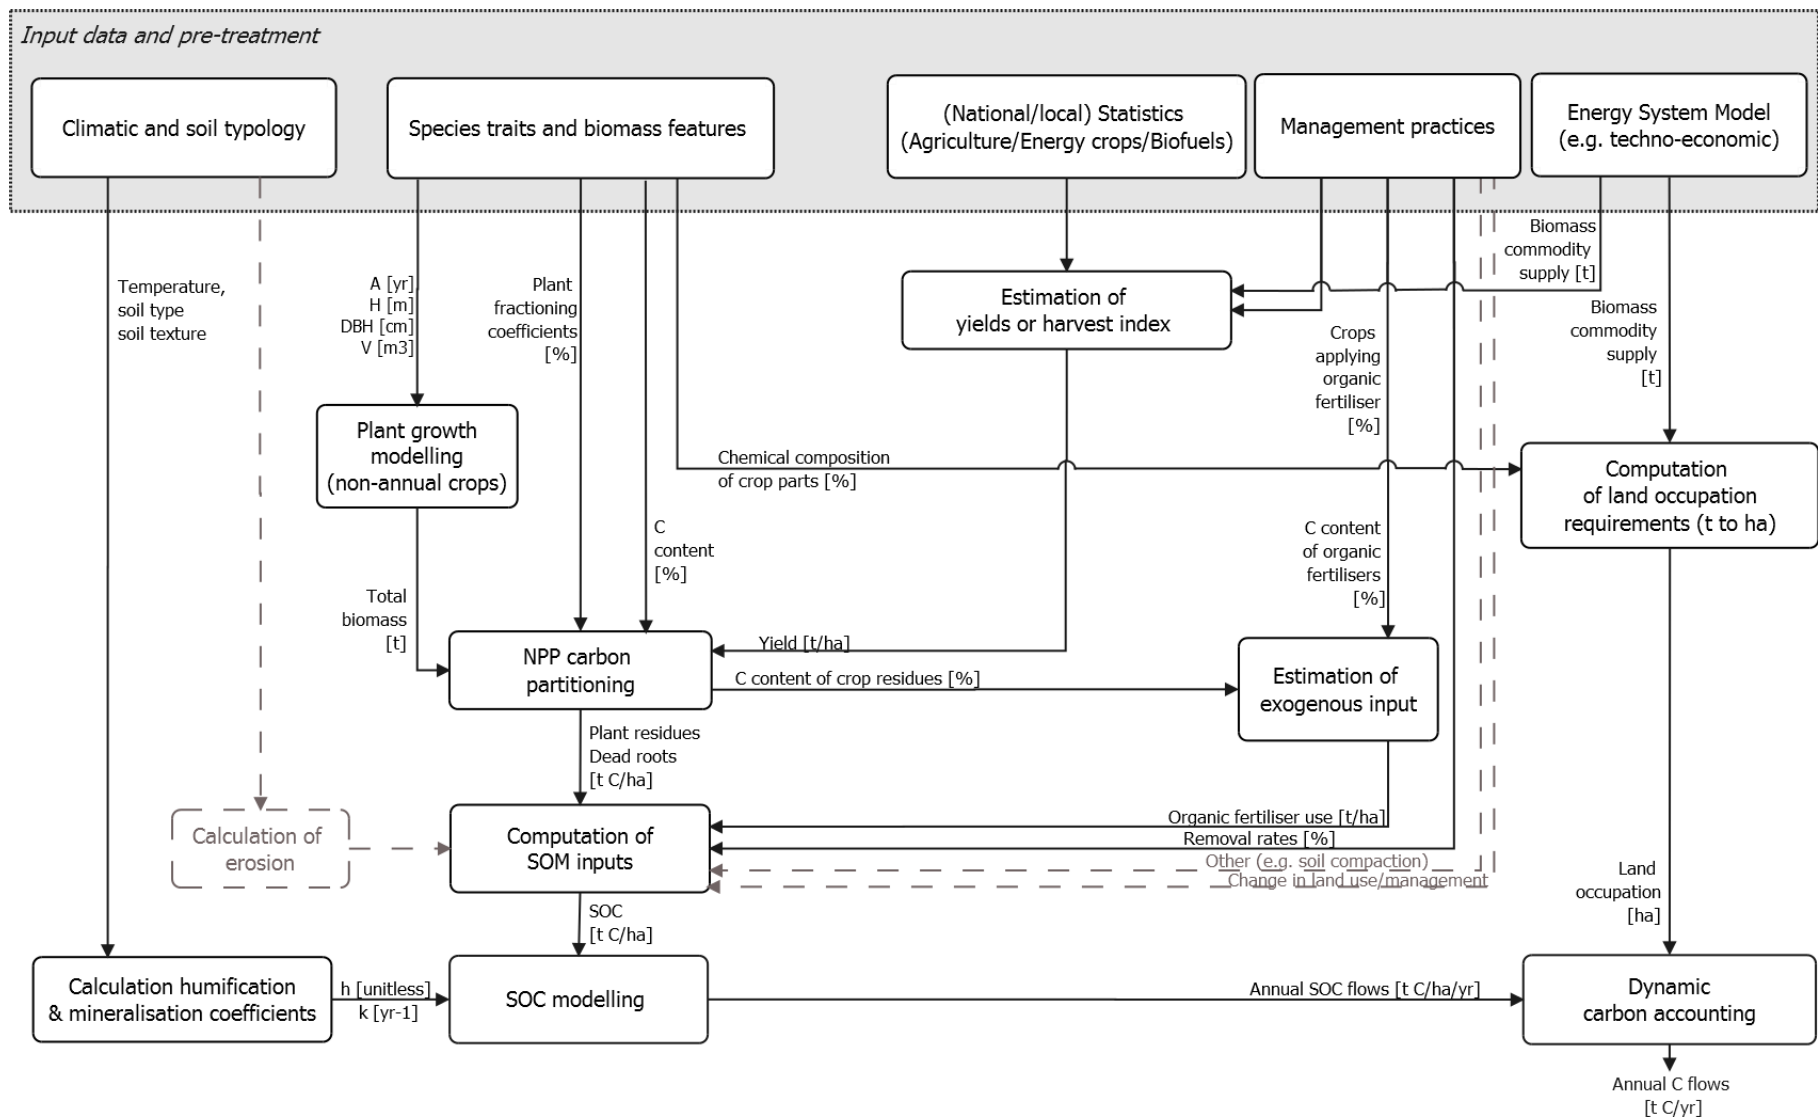 Input data and pre-treatment
Climatic and soil typology
Species traits and biomass features
(National/local) Statistics
(Agriculture/Energy crops/Biofuels)
Management practices
Energy System Model
(e.g. techno-economic)
Temperature,
soil type
soil texture
A [yr]
H [m]
DBH [cm]
V [m3]
Plant
fractioning
coefficients
[%]
Estimation of
yields or harvest index
Biomass
commodity
supply [t]
Crops
applying
organic
fertiliser
[%]
Biomass
commodity
supply
[t]
Plant growth
modelling
(non-annual crops)
Chemical composition
of crop parts [%]
Computation
of land occupation
requirements (t to ha)
C
content
[%]
C content
of organic
fertilisers
[%]
Total
biomass
[t]
NPP carbon
partitioning
Yield [t/ha]
C content of crop residues [%]
Estimation of
exogenous input
Plant residues
Dead roots
[t C/ha]
Calculation of
erosion
Computation of
SOM inputs
Organic fertiliser use [t/ha]
Removal rates [%]
Other (e.g. soil compaction)
Change in land use/management
Land
occupation
[ha]
SOC
[t C/ha]
Calculation humification
& mineralisation coefficients
h [unitless]
k [yr-1]
SOC modelling
Annual SOC flows [t C/ha/yr]
Dynamic
carbon accounting
Annual C flows
[t C/yr]